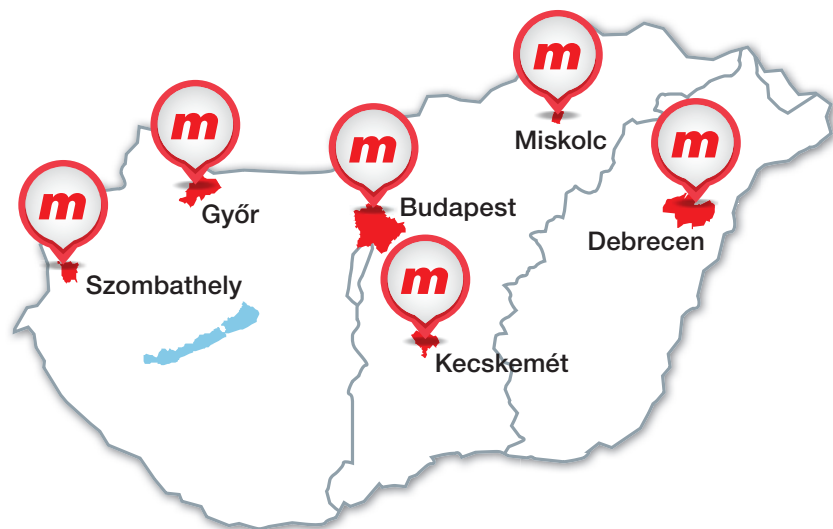 m
Miskolc
m
Győr
m
Budapest
m
Debrecen
m
Szombathely
m
Kecskemét